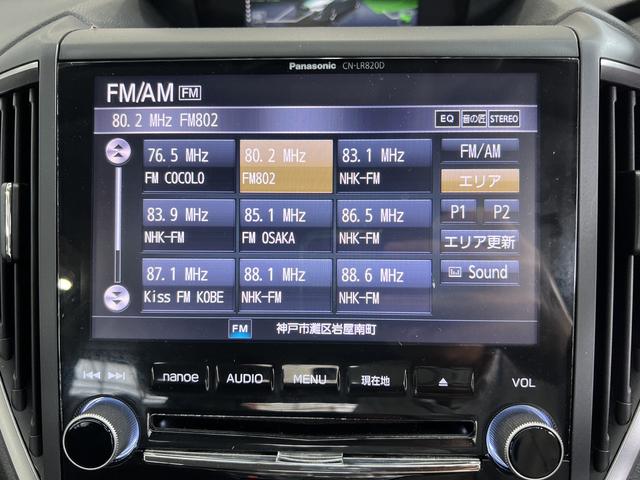 Panasonic CN-LR820D
FM/AM FM
80.2 MHz FM802 EQ 音の匠 STEREO
76.5 MHz 80.2 MHz 83.1 MHz FM/AM
FM COCOLO FM802 NHK-FM エリア
83.9 MHz 85.1 MHz 86.5 MHz P1 P2
NHK-FM FM OSAKA NHK-FM エリア更新
87.1 MHz 88.1 MHz 88.6 MHz Sound
Kiss FM KOBE NHK-FM NHK-FM
FM 神戸市灘区岩屋南町
nanoe AUDIO MENU 現在地 VOL